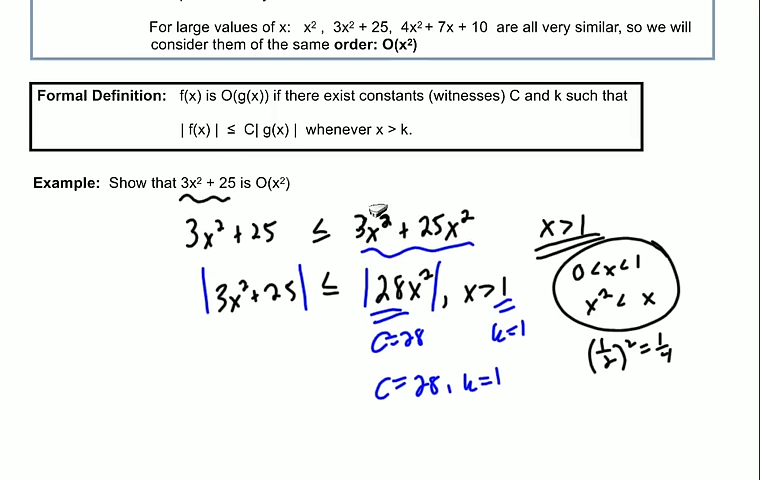 For large values of x: x², 3x² + 25, 4x² + 7x + 10 are all very similar, so we will
consider them of the same order: O(x²)
Formal Definition: f(x) is O(g(x)) if there exist constants (witnesses) C and k such that
| f(x) | ≤ C| g(x) | whenever x > k.
Example: Show that 3x² + 25 is O(x²)
3x² + 25 ≤ 3x² + 25x² x>1
|3x²+25| ≤ |28x²|, x>1
0<x<1
x² < x
C=28 k=1
(1/2)² = 1/4
C=28, k=1